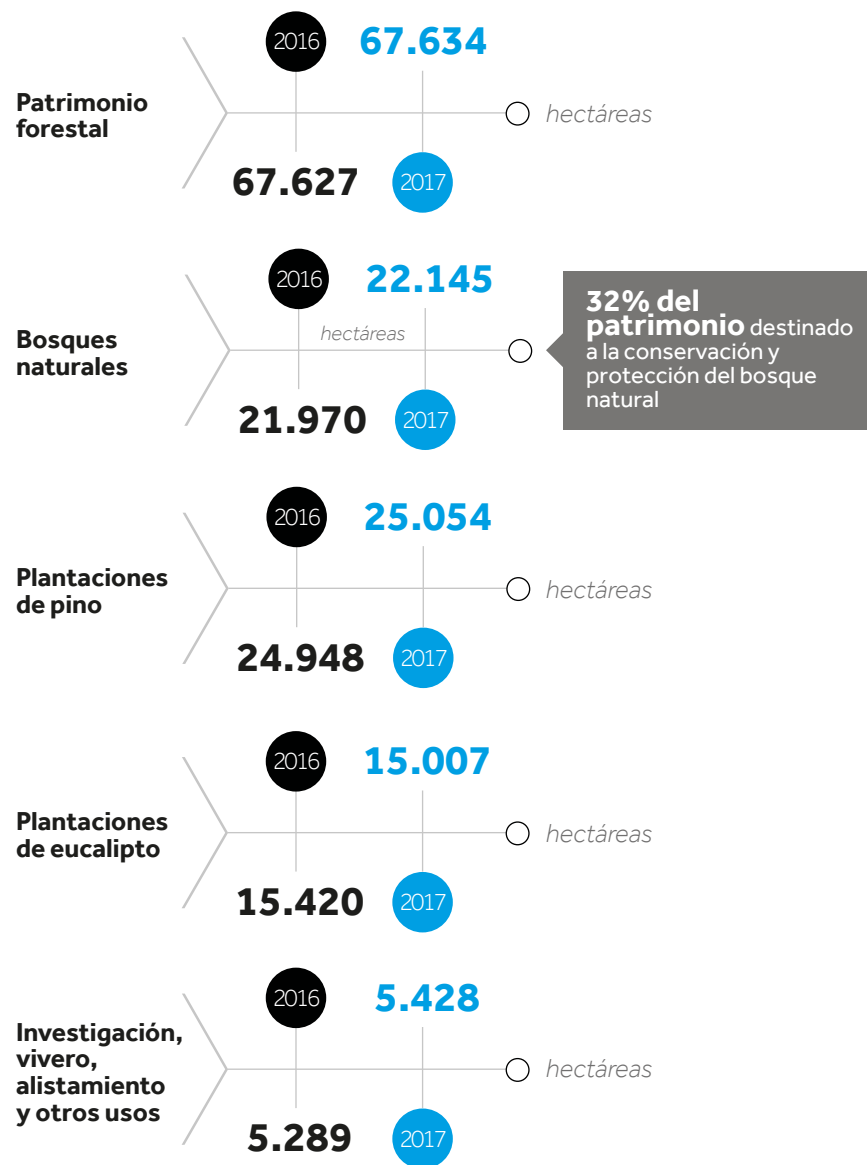 2016 67.634
Patrimonio
forestal
hectáreas
67.627 2017
2016 22.145
Bosques
naturales
hectáreas
21.970 2017
32% del
patrimonio destinado
a la conservación y
protección del bosque
natural
2016 25.054
Plantaciones
de pino
hectáreas
24.948 2017
2016 15.007
Plantaciones
de eucalipto
hectáreas
15.420 2017
2016 5.428
Investigación,
vivero,
alistamiento
y otros usos
hectáreas
5.289 2017